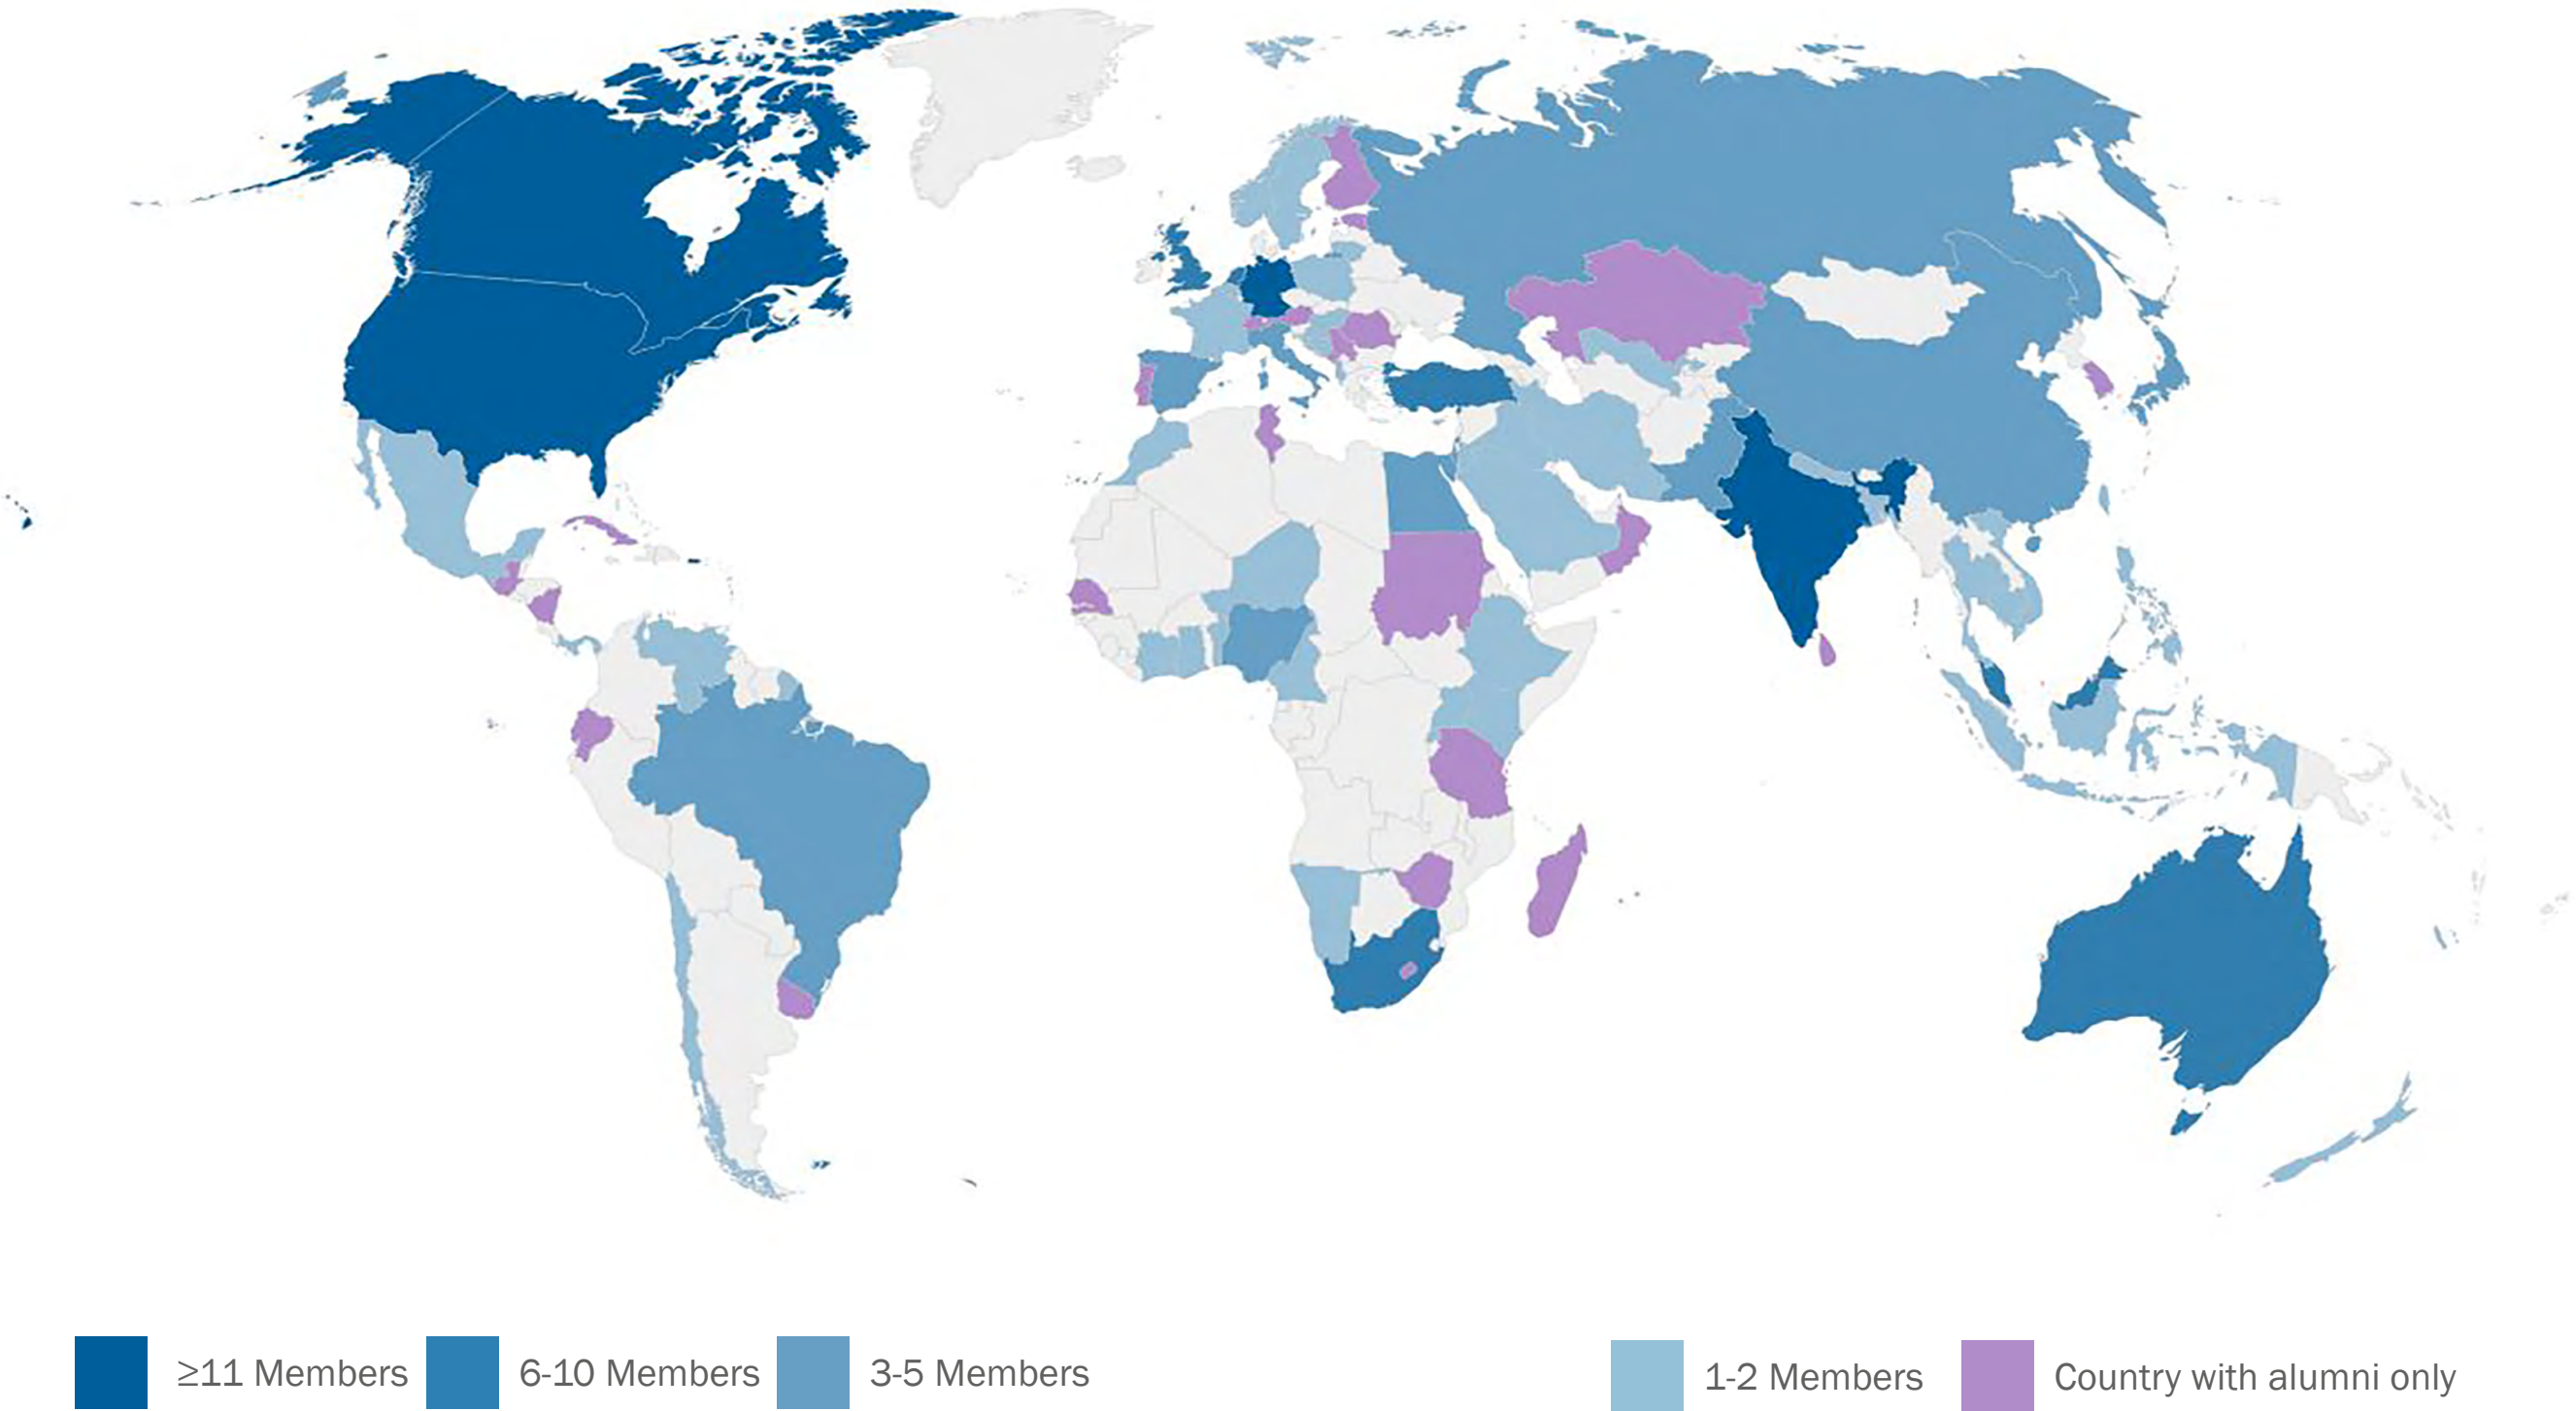 ≥11 Members
6-10 Members
3-5 Members
1-2 Members
Country with alumni only